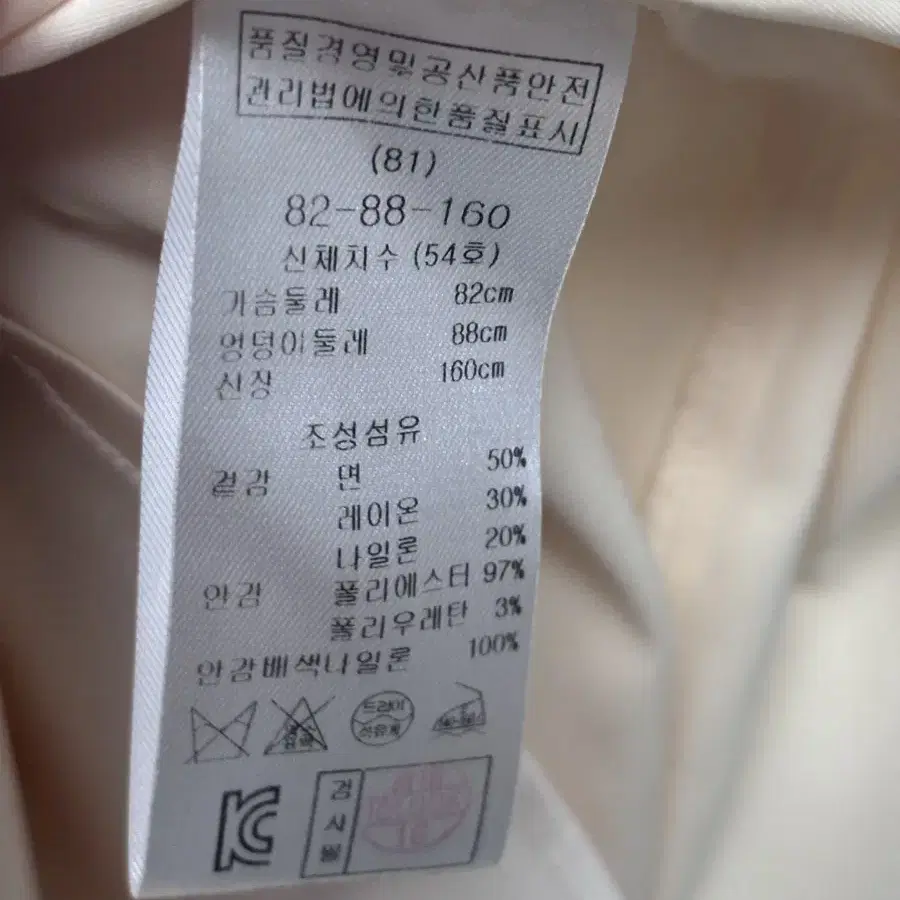 품질경영및공산품안전
관리법에의한품질표시
(81)
82-88-160
신체치수 (54호)
가슴둘레 82cm
엉덩이둘레 88cm
신장 160cm
조성섬유
겉감 면 50%
레이온 30%
나일론 20%
안감 폴리에스터 97%
폴리우레탄 3%
안감배색나일론 100%
드라이
석유계
KC
검사필